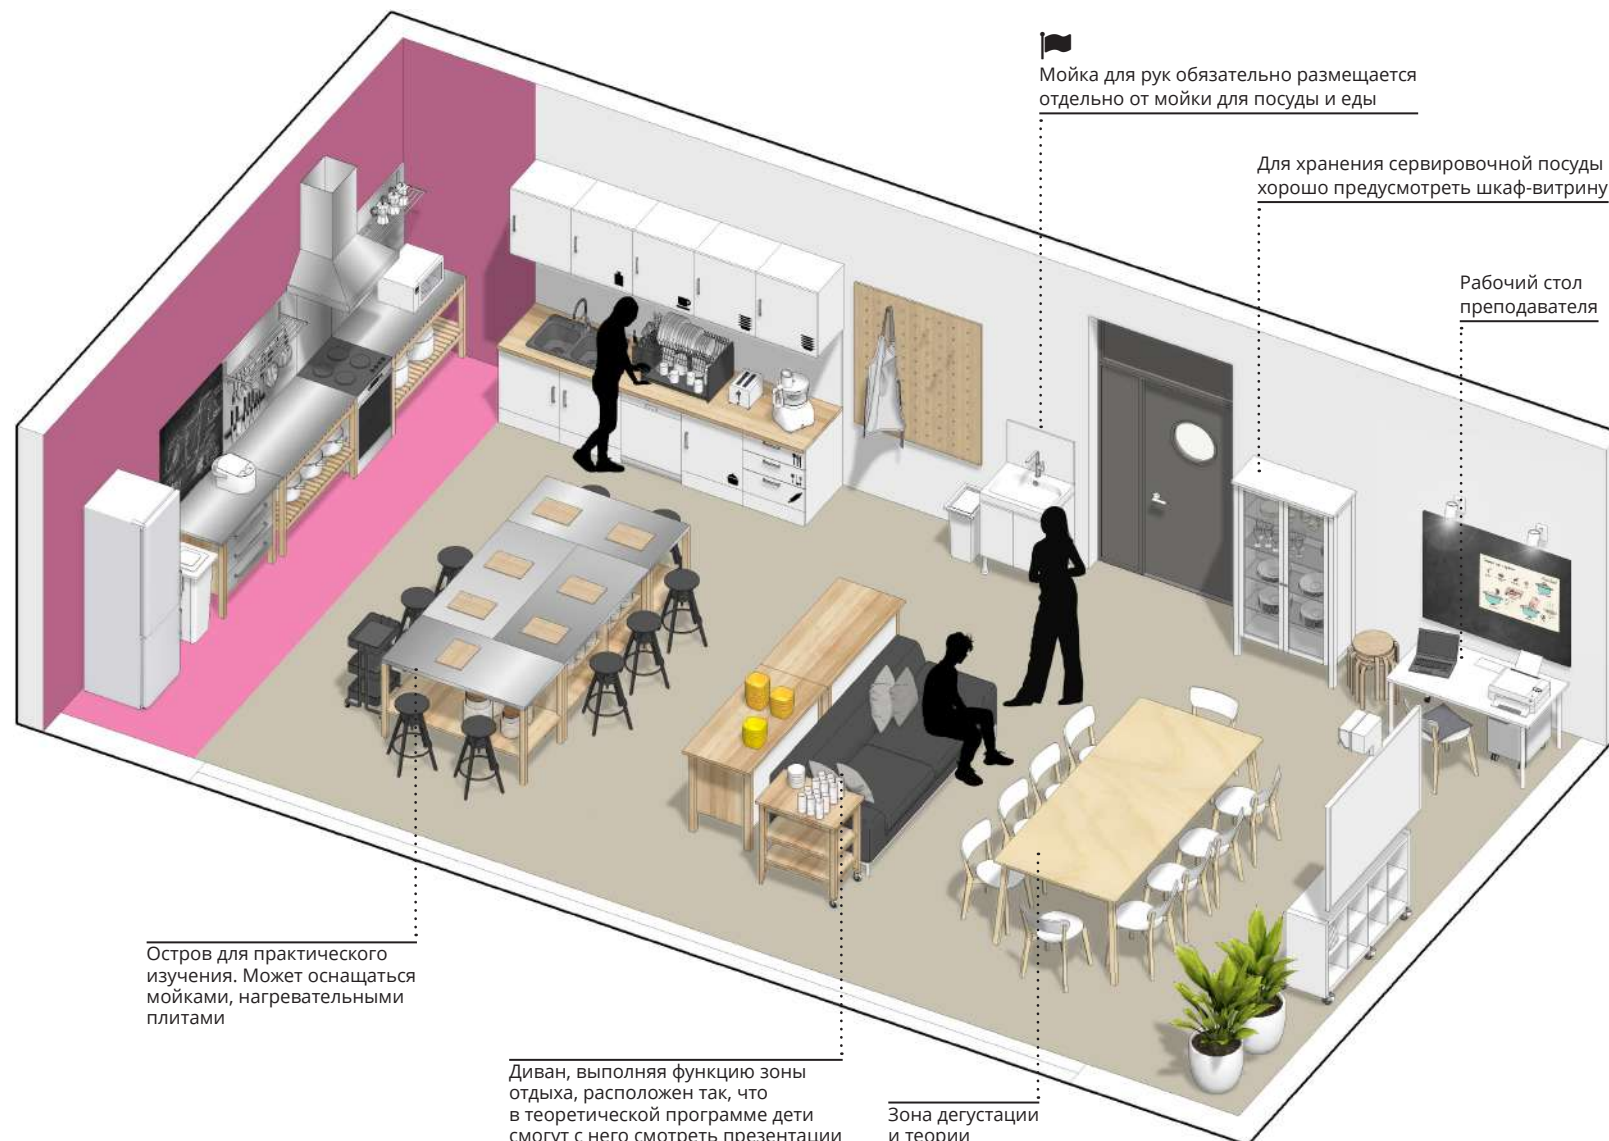 Мойка для рук обязательно размещается
отдельно от мойки для посуды и еды
Для хранения сервировочной посуды
хорошо предусмотреть шкаф-витрину
Рабочий стол
преподавателя
Остров для практического
изучения. Может оснащаться
мойками, нагревательными
плитами
Диван, выполняя функцию зоны
отдыха, расположен так, что
в теоретической программе дети
смогут с него смотреть презентации
Зона дегустации
и теории